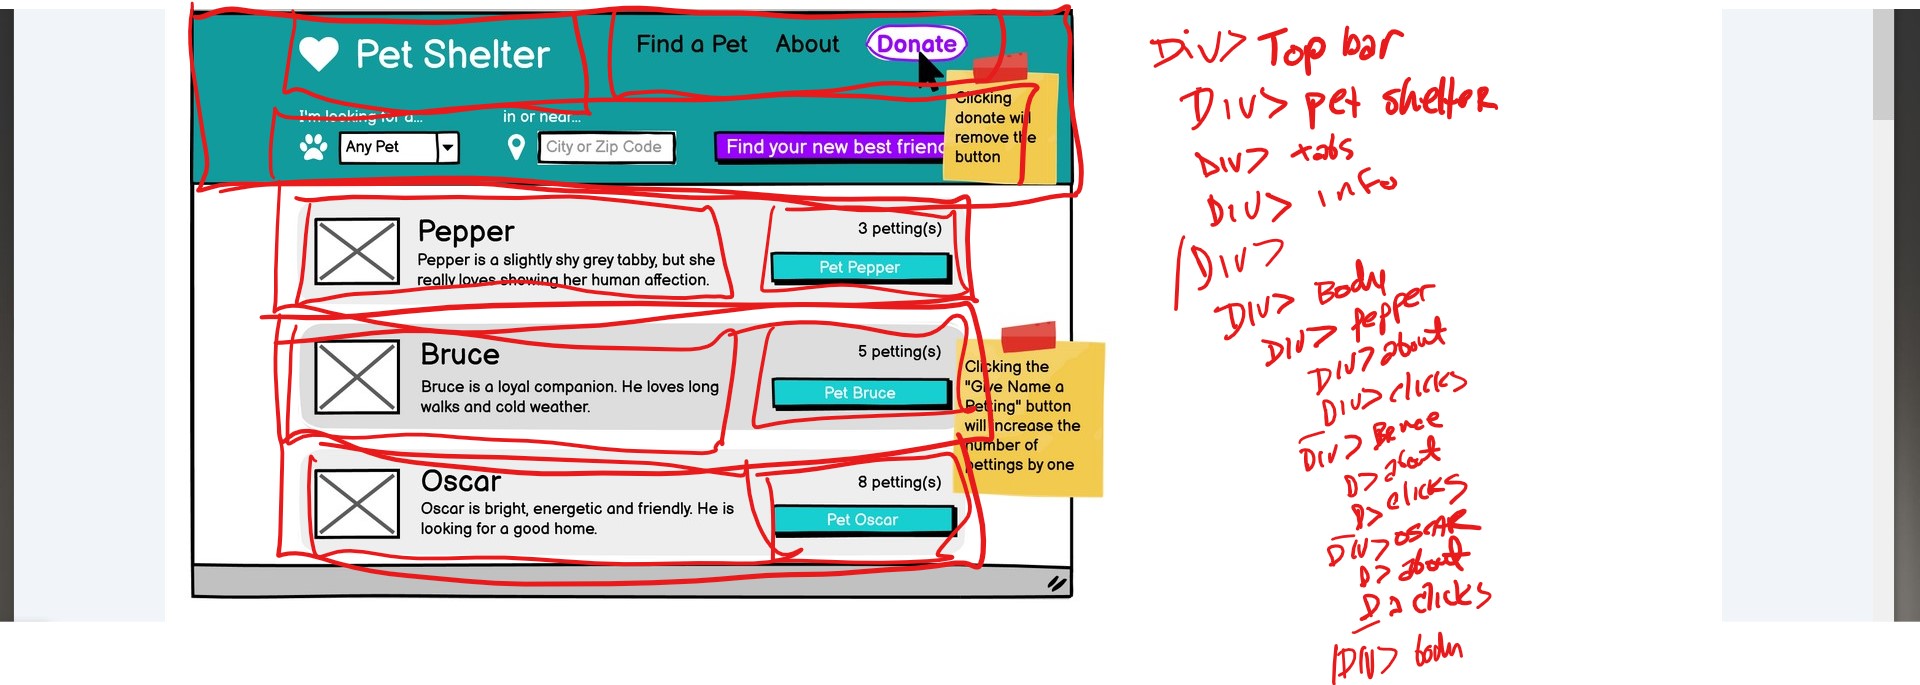 Pet Shelter
Find a Pet About Donate
I'm looking for a...
in or near...
Any Pet
City or Zip Code
Find your new best friend
Clicking
donate will
remove the
button
Pepper
Pepper is a slightly shy grey tabby, but she
really loves showing her human affection.
3 petting(s)
Pet Pepper
Bruce
Bruce is a loyal companion. He loves long
walks and cold weather.
5 petting(s)
Pet Bruce
Clicking the
"Give Name a
Petting" button
will increase the
number of
pettings by one
Oscar
Oscar is bright, energetic and friendly. He is
looking for a good home.
8 petting(s)
Pet Oscar
Div> Top bar
Div> pet shelter
Div> tabs
Div> info
/Div>
Div> Body
Div> pepper
Div> about
Div> clicks
Div> Bruce
D> about
D> clicks
Div> OSCAR
D> about
D> clicks
/Div> body